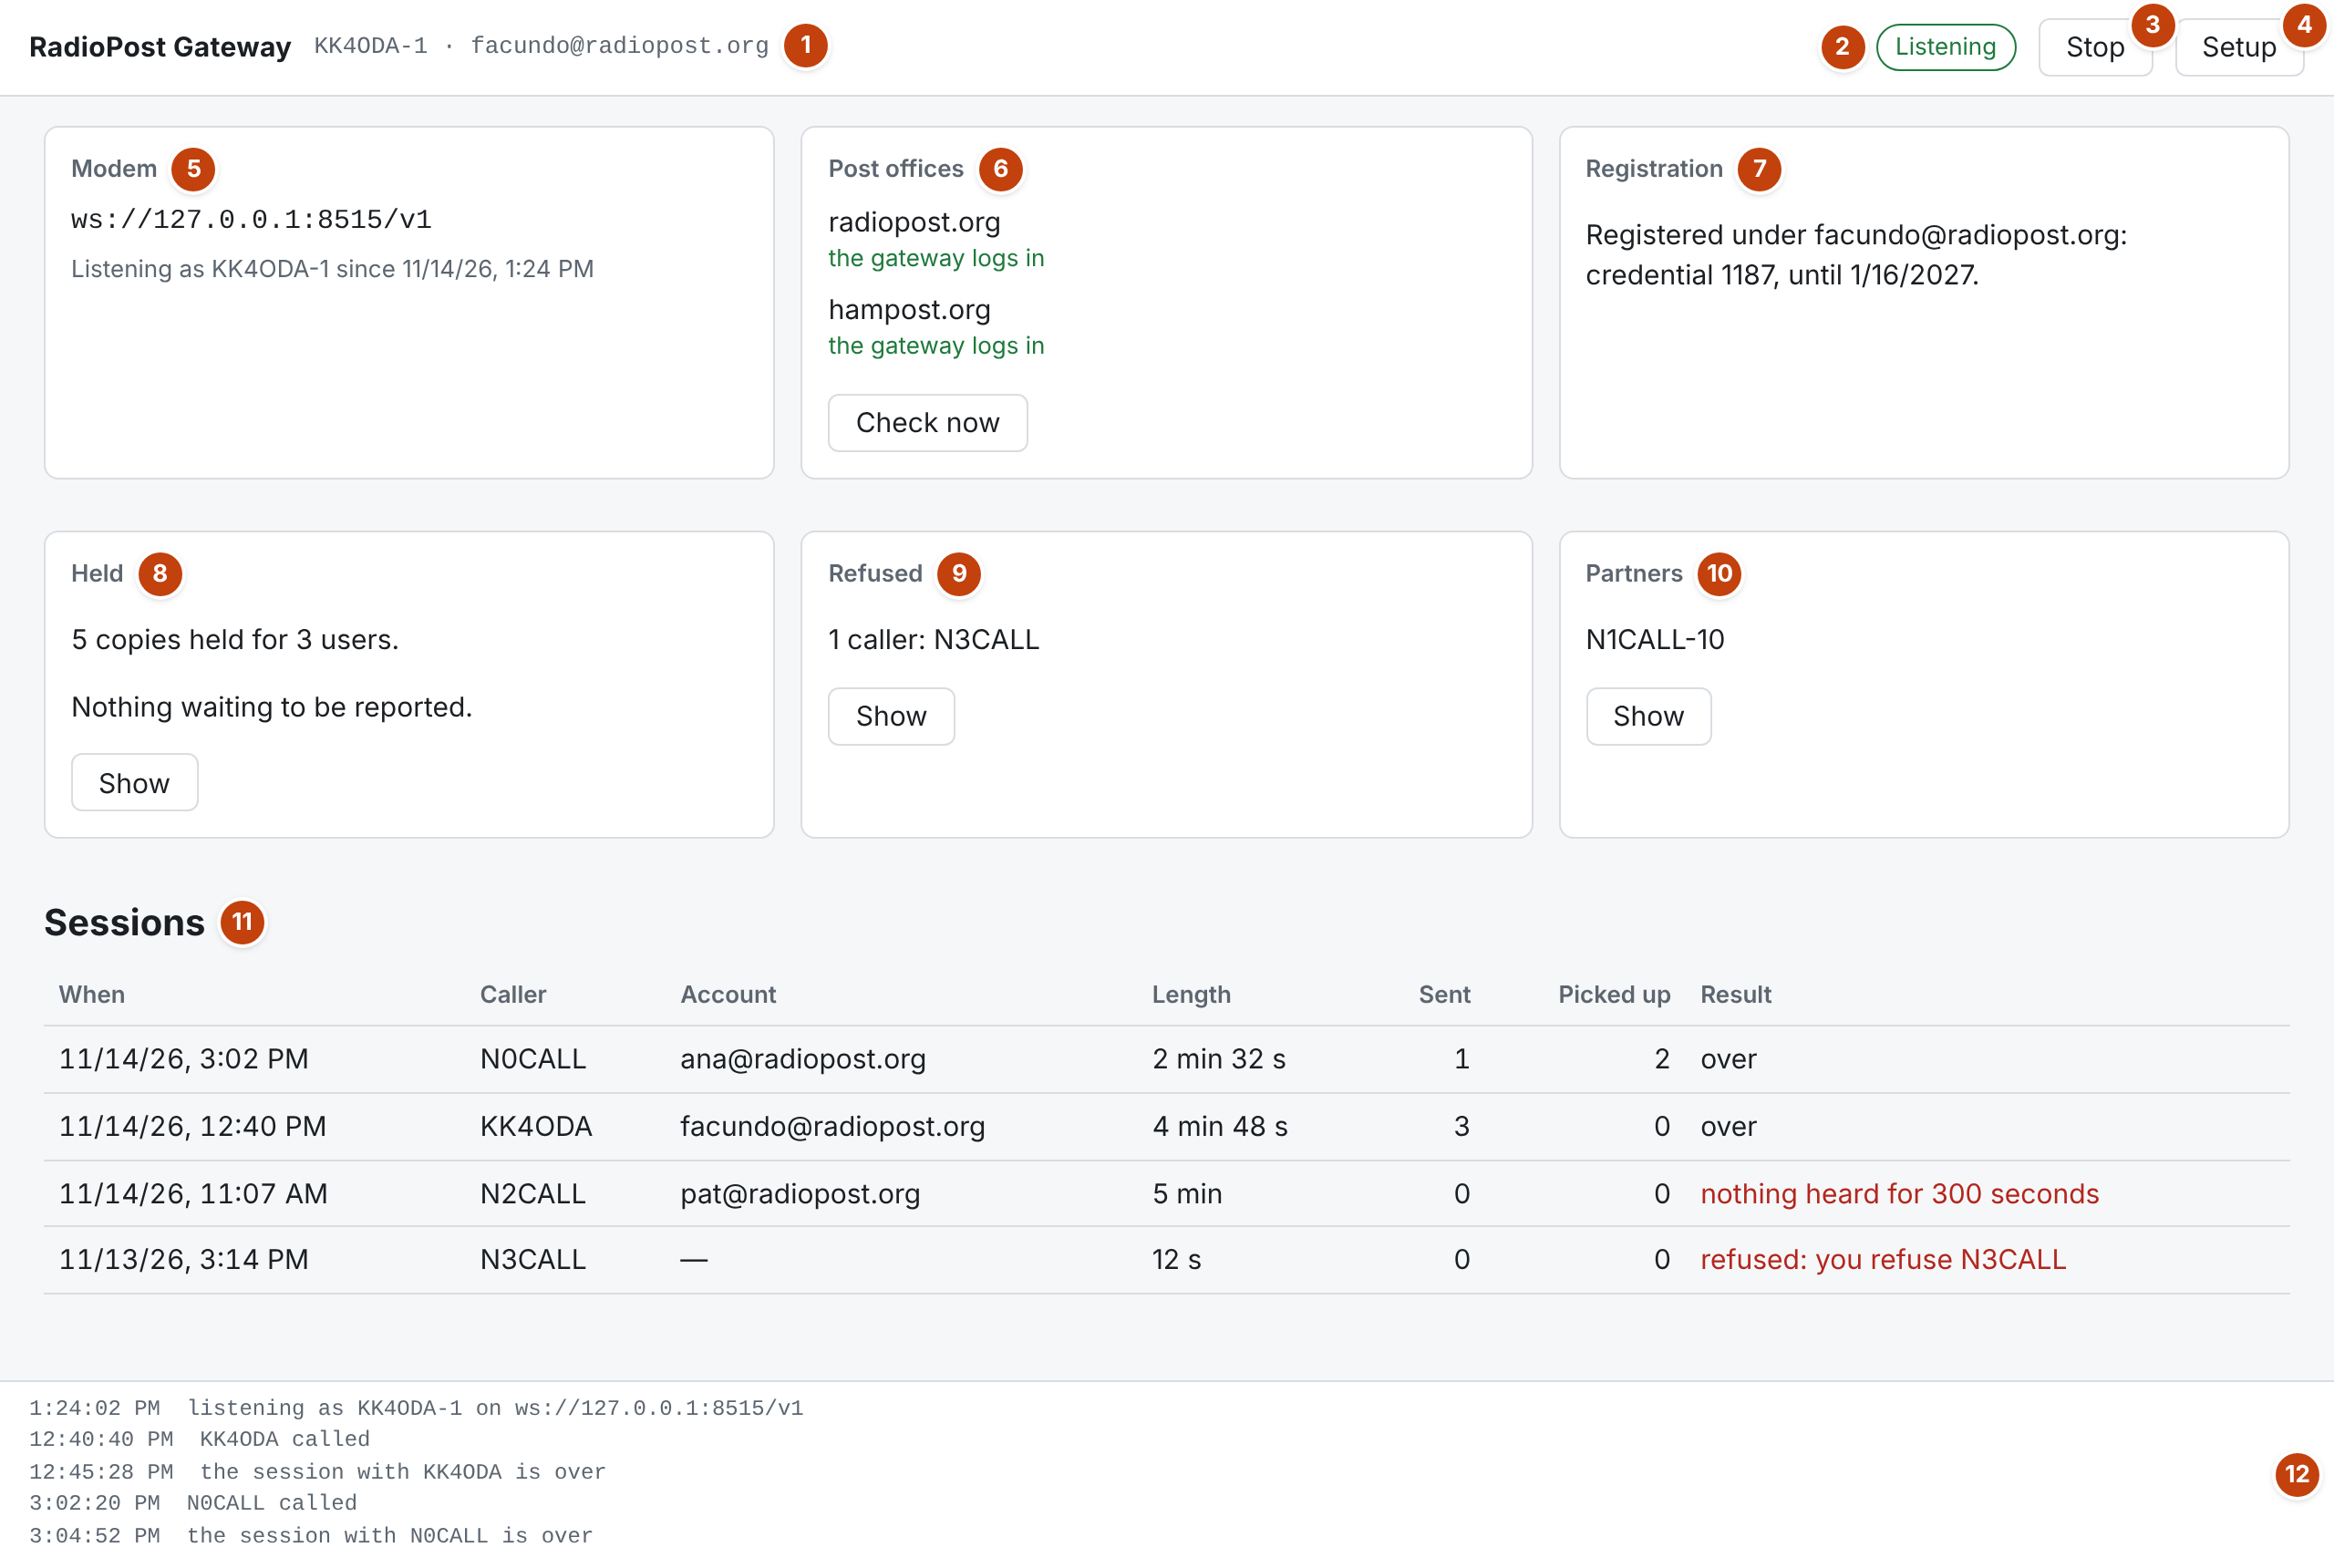 RadioPost Gateway KK4ODA-1 · facundo@radiopost.org 1
2 Listening Stop 3 Setup 4
Modem 5
ws://127.0.0.1:8515/v1
Listening as KK4ODA-1 since 11/14/26, 1:24 PM
Post offices 6
radiopost.org
the gateway logs in
hampost.org
the gateway logs in
Check now
Registration 7
Registered under facundo@radiopost.org:
credential 1187, until 1/16/2027.
Held 8
5 copies held for 3 users.
Nothing waiting to be reported.
Show
Refused 9
1 caller: N3CALL
Show
Partners 10
N1CALL-10
Show
Sessions 11
When Caller Account Length Sent Picked up Result
11/14/26, 3:02 PM N0CALL ana@radiopost.org 2 min 32 s 1 2 over
11/14/26, 12:40 PM KK4ODA facundo@radiopost.org 4 min 48 s 3 0 over
11/14/26, 11:07 AM N2CALL pat@radiopost.org 5 min 0 0 nothing heard for 300 seconds
11/13/26, 3:14 PM N3CALL — 12 s 0 0 refused: you refuse N3CALL
1:24:02 PM listening as KK4ODA-1 on ws://127.0.0.1:8515/v1
12:40:40 PM KK4ODA called
12:45:28 PM the session with KK4ODA is over
12
3:02:20 PM N0CALL called
3:04:52 PM the session with N0CALL is over